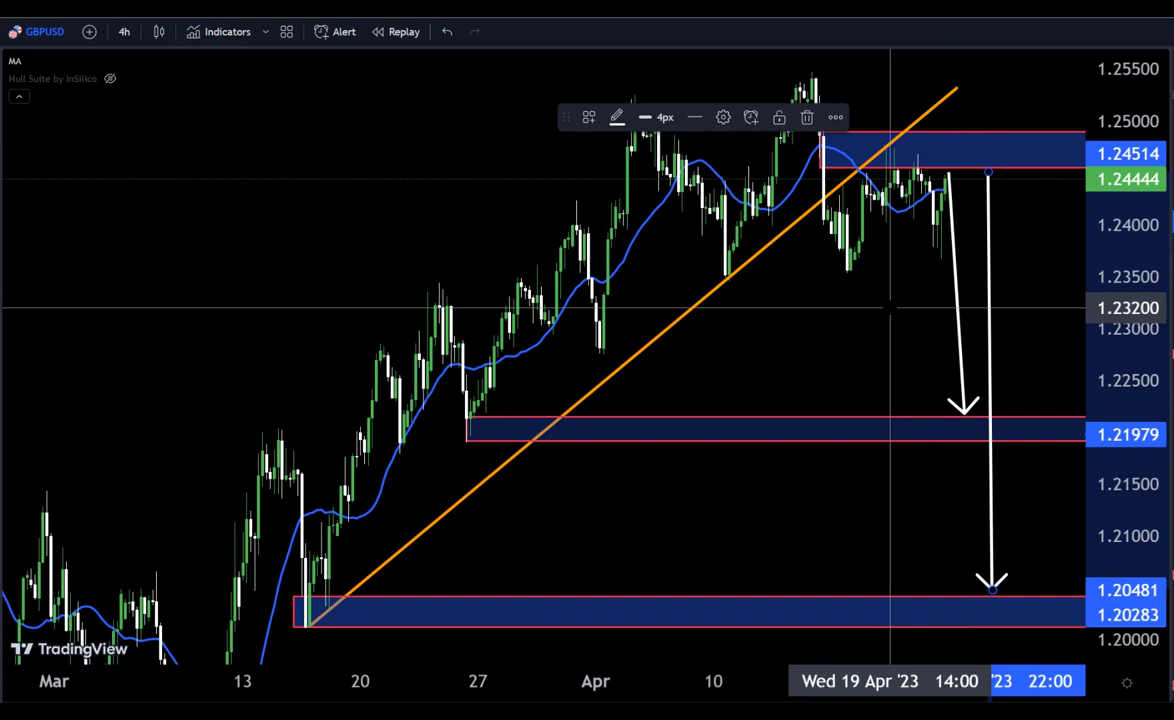 GBPUSD 4h Indicators Alert Replay
MA
Hull Suite by InSilico
4px
1.25500
1.25000
1.24514
1.24444
1.24000
1.23500
1.23200
1.23000
1.22500
1.21979
1.21500
1.21000
1.20481
1.20283
1.20000
TradingView
Mar 13 20 27 Apr 10 Wed 19 Apr '23 14:00 '23 22:00